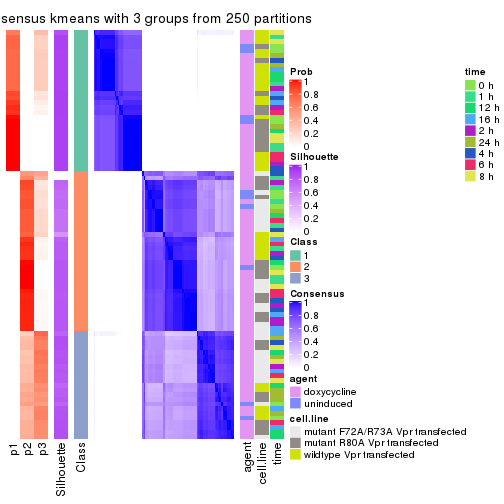 sensus kmeans with 3 groups from 250 partitions
Prob
1
0.8
0.6
0.4
0.2
0
Silhouette
1
0.8
0.6
0.4
0.2
0
Class
1
2
3
Consensus
1
0.8
0.6
0.4
0.2
0
agent
doxycycline
uninduced
cell.line
mutant F72A/R73A Vpr transfected
mutant R80A Vpr transfected
wildtype Vpr transfected
time
0 h
1 h
12 h
16 h
2 h
24 h
4 h
6 h
8 h
p1
p2
p3
Silhouette
Class
agent
cell.line
time